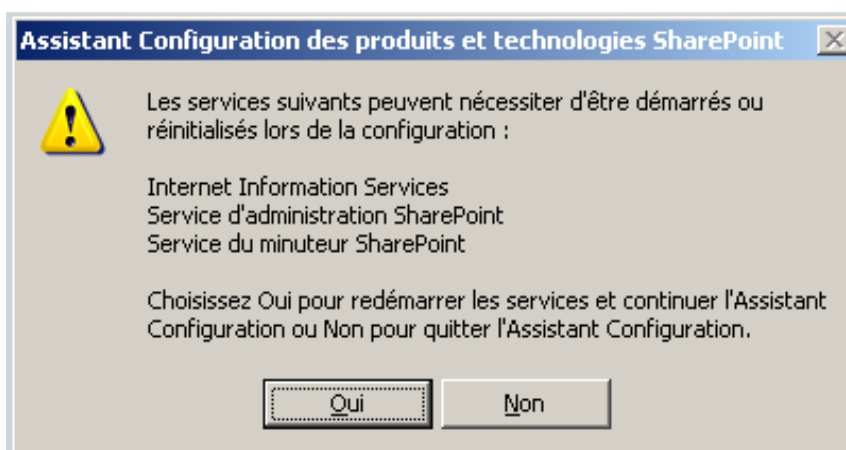 Assistant Configuration des produits et technologies SharePoint
Les services suivants peuvent nécessiter d'être démarrés ou
réinitialisés lors de la configuration :
Internet Information Services
Service d'administration SharePoint
Service du minuteur SharePoint
Choisissez Oui pour redémarrer les services et continuer l'Assistant
Configuration ou Non pour quitter l'Assistant Configuration.
Oui
Non